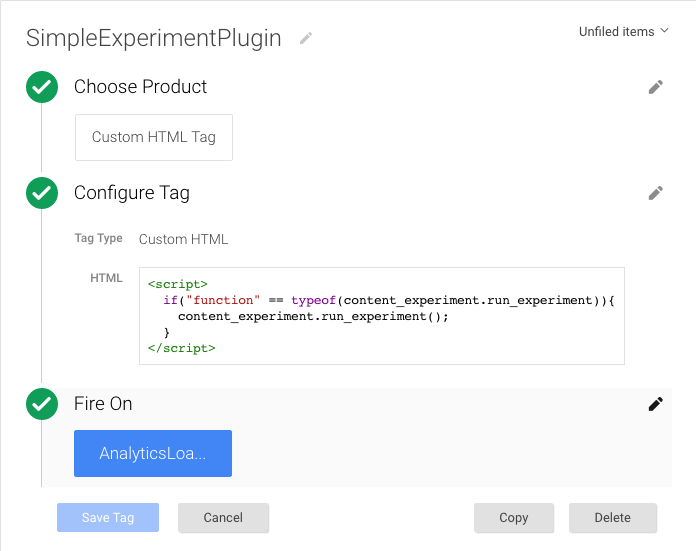 SimpleExperimentPlugin
Unfiled items
Choose Product
Custom HTML Tag
Configure Tag
Tag Type Custom HTML
HTML
<script>
  if("function" == typeof(content_experiment.run_experiment)){
    content_experiment.run_experiment();
  }
</script>
Fire On
AnalyticsLoa...
Save Tag Cancel Copy Delete